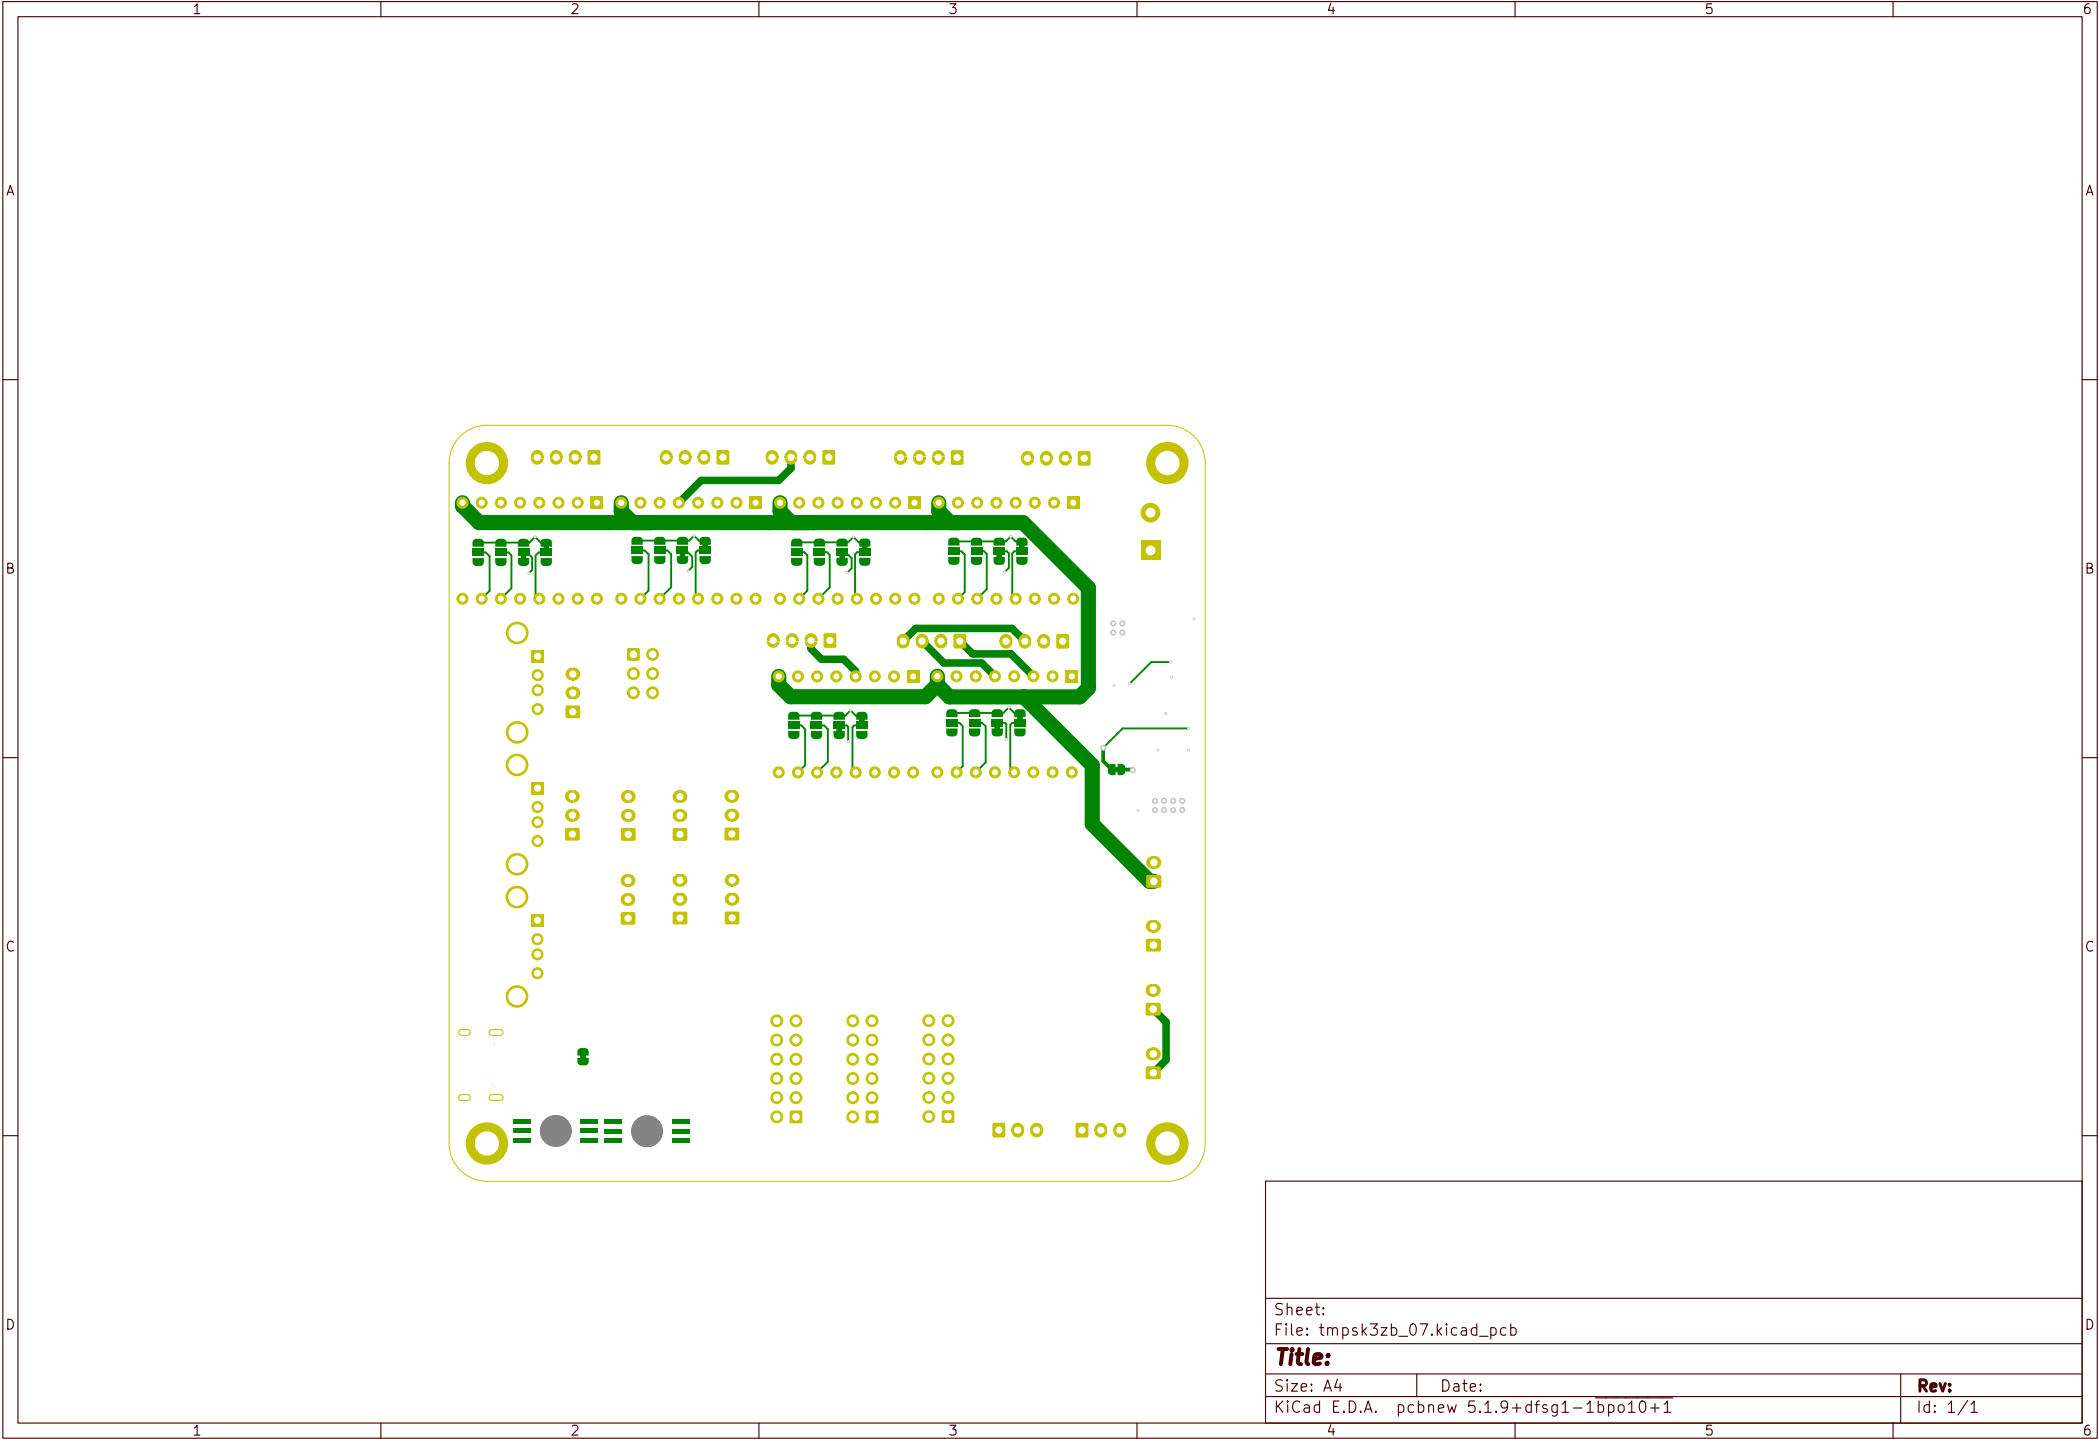 1 2 3 4 5 6
A A
B B
C C
D D
Sheet:
File: tmpsk3zb_07.kicad_pcb
Title:
Size: A4 Date: Rev:
KiCad E.D.A. pcbnew 5.1.9+dfsg1-1bpo10+1 Id: 1/1
1 2 3 4 5 6